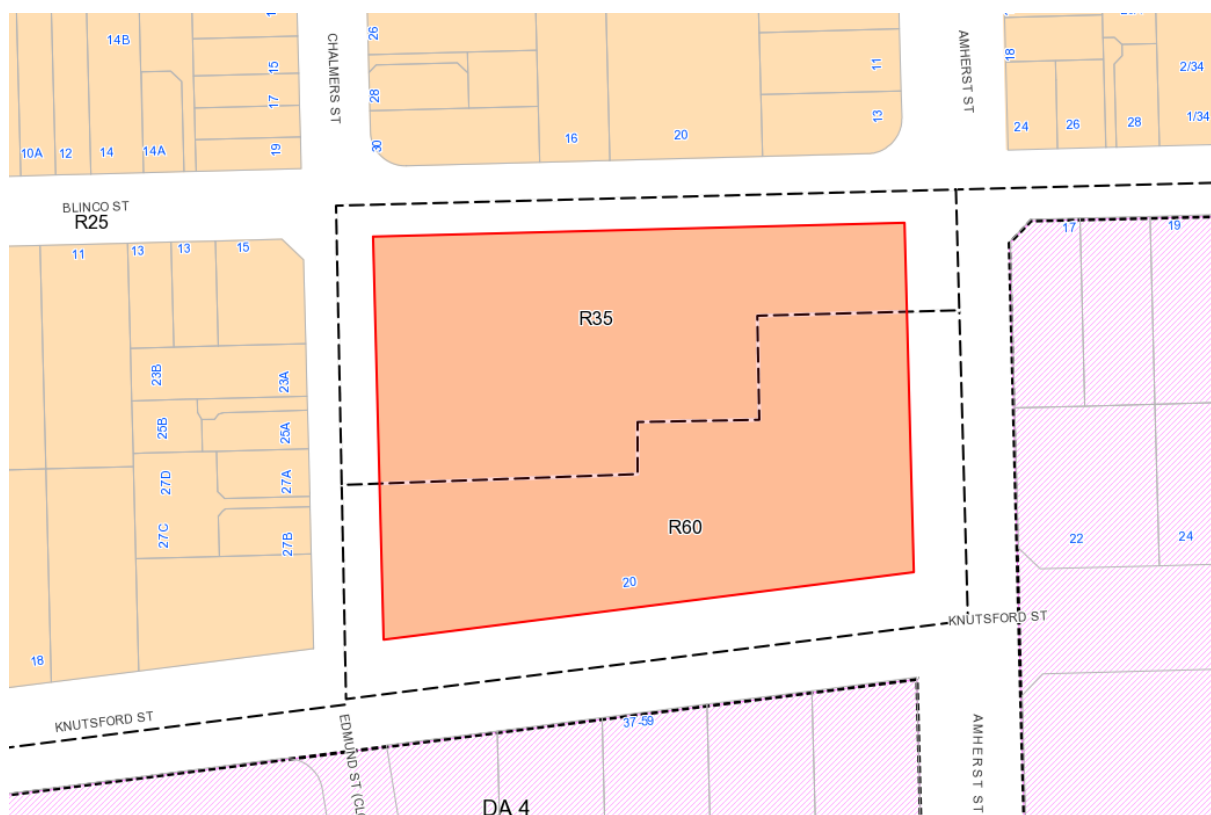 14B
15
17
19
10A
12
14
14A
CHALMERS ST
26
28
30
16
20
11
13
AMHERST ST
18
24
26
28
2/34
1/34
BLINCO ST
R25
11
13
13
15
23B
23A
25B
25A
27D
27A
27C
27B
18
R35
R60
20
17
19
22
24
KNUTSFORD ST
KNUTSFORD ST
37-59
DA 4
AMHERST ST